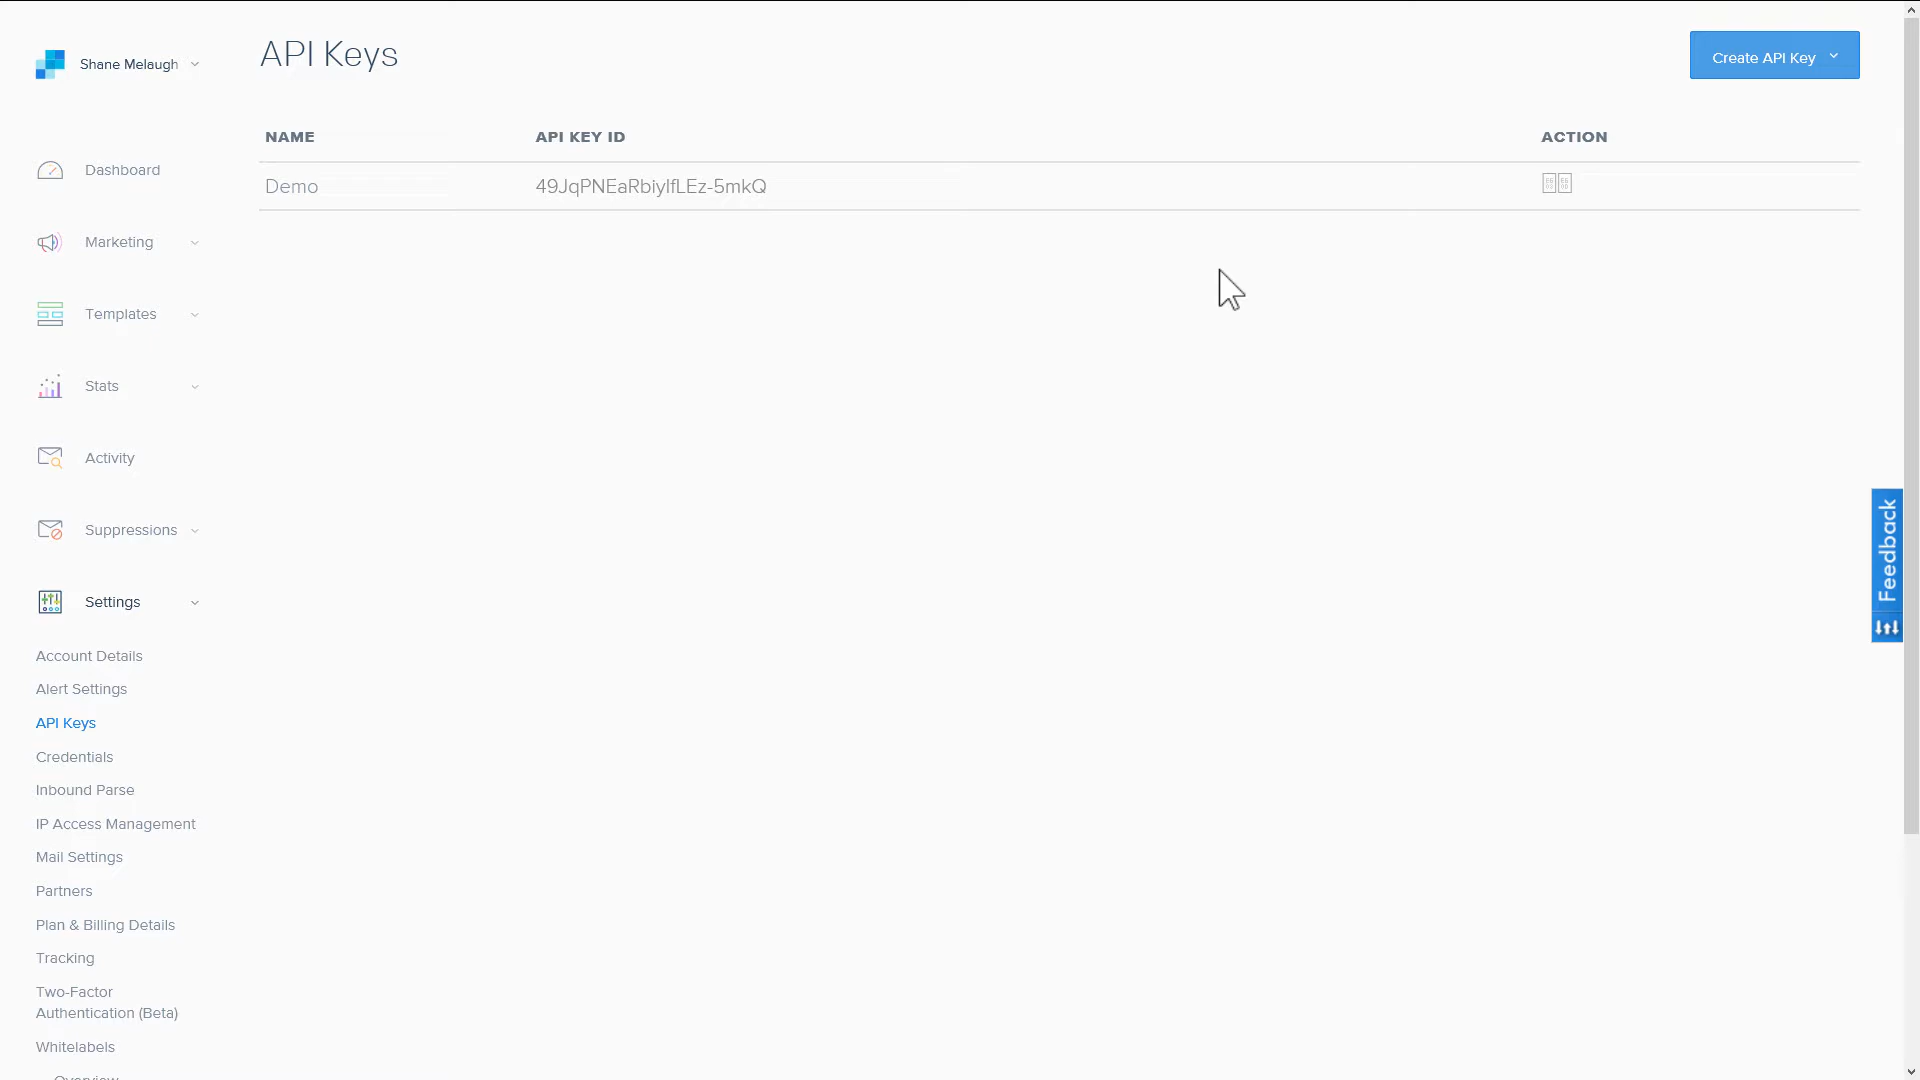 Shane Melaugh
API Keys
Create API Key
NAME
API KEY ID
ACTION
Demo
49JqPNEaRbiylfLEz-5mkQ
Dashboard
Marketing
Templates
Stats
Activity
Suppressions
Settings
Account Details
Alert Settings
API Keys
Credentials
Inbound Parse
IP Access Management
Mail Settings
Partners
Plan & Billing Details
Tracking
Two-Factor
Authentication (Beta)
Whitelabels
Overview
Feedback